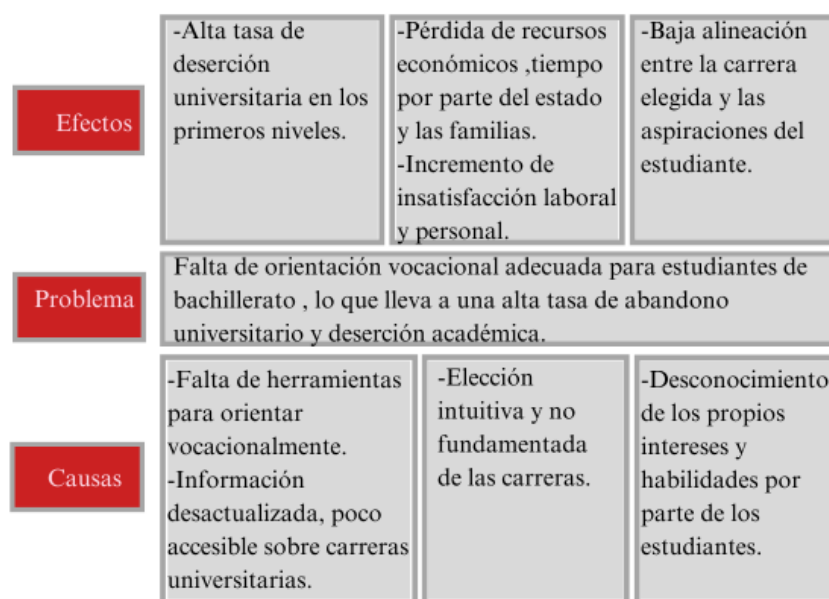 Efectos
-Alta tasa de
deserción
universitaria en los
primeros niveles.
-Pérdida de recursos
económicos ,tiempo
por parte del estado
y las familias.
-Incremento de
insatisfacción laboral
y personal.
-Baja alineación
entre la carrera
elegida y las
aspiraciones del
estudiante.
Problema
Falta de orientación vocacional adecuada para estudiantes de
bachillerato , lo que lleva a una alta tasa de abandono
universitario y deserción académica.
Causas
-Falta de herramientas
para orientar
vocacionalmente.
-Información
desactualizada, poco
accesible sobre carreras
universitarias.
-Elección
intuitiva y no
fundamentada
de las carreras.
-Desconocimiento
de los propios
intereses y
habilidades por
parte de los
estudiantes.